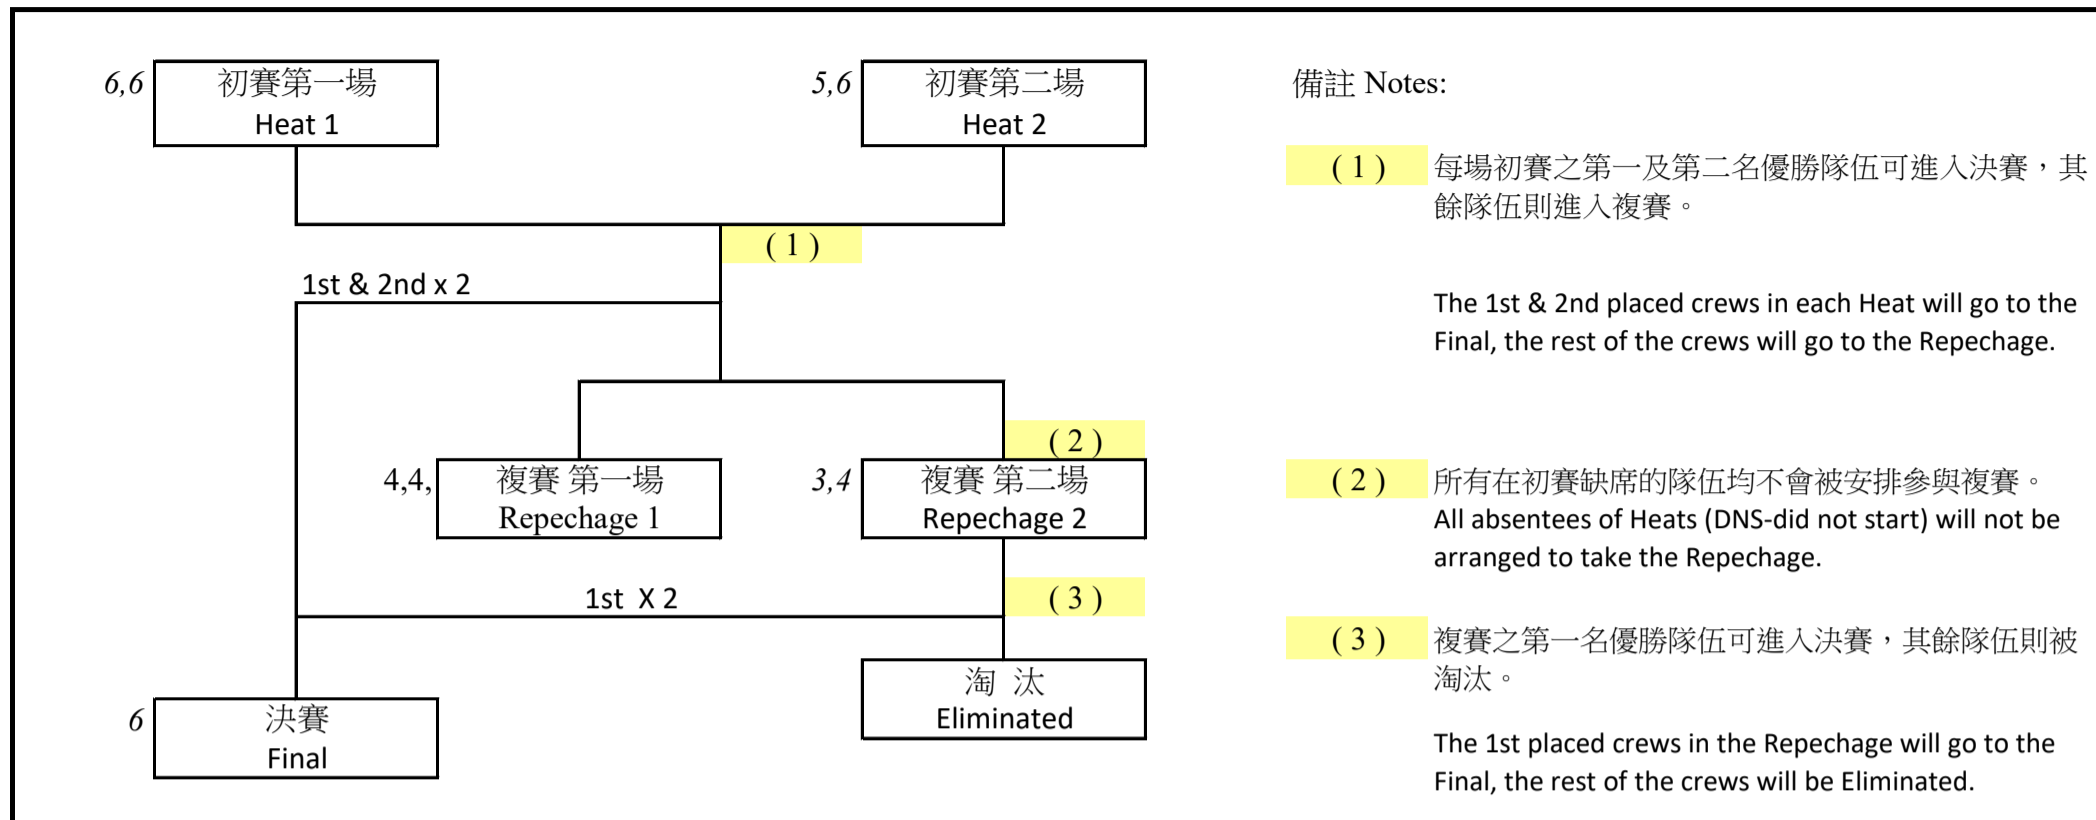 6,6
初賽第一場
Heat 1
5,6
初賽第二場
Heat 2
( 1 )
1st & 2nd x 2
( 2 )
4,4,
複賽 第一場
Repechage 1
3,4
複賽 第二場
Repechage 2
1st X 2
( 3 )
淘 汰
Eliminated
6
決賽
Final
備註 Notes:
( 1 ) 每場初賽之第一及第二名優勝隊伍可進入決賽，其
餘隊伍則進入複賽。
The 1st & 2nd placed crews in each Heat will go to the
Final, the rest of the crews will go to the Repechage.
( 2 ) 所有在初賽缺席的隊伍均不會被安排參與複賽。
All absentees of Heats (DNS-did not start) will not be
arranged to take the Repechage.
( 3 ) 複賽之第一名優勝隊伍可進入決賽，其餘隊伍則被
淘汰。
The 1st placed crews in the Repechage will go to the
Final, the rest of the crews will be Eliminated.